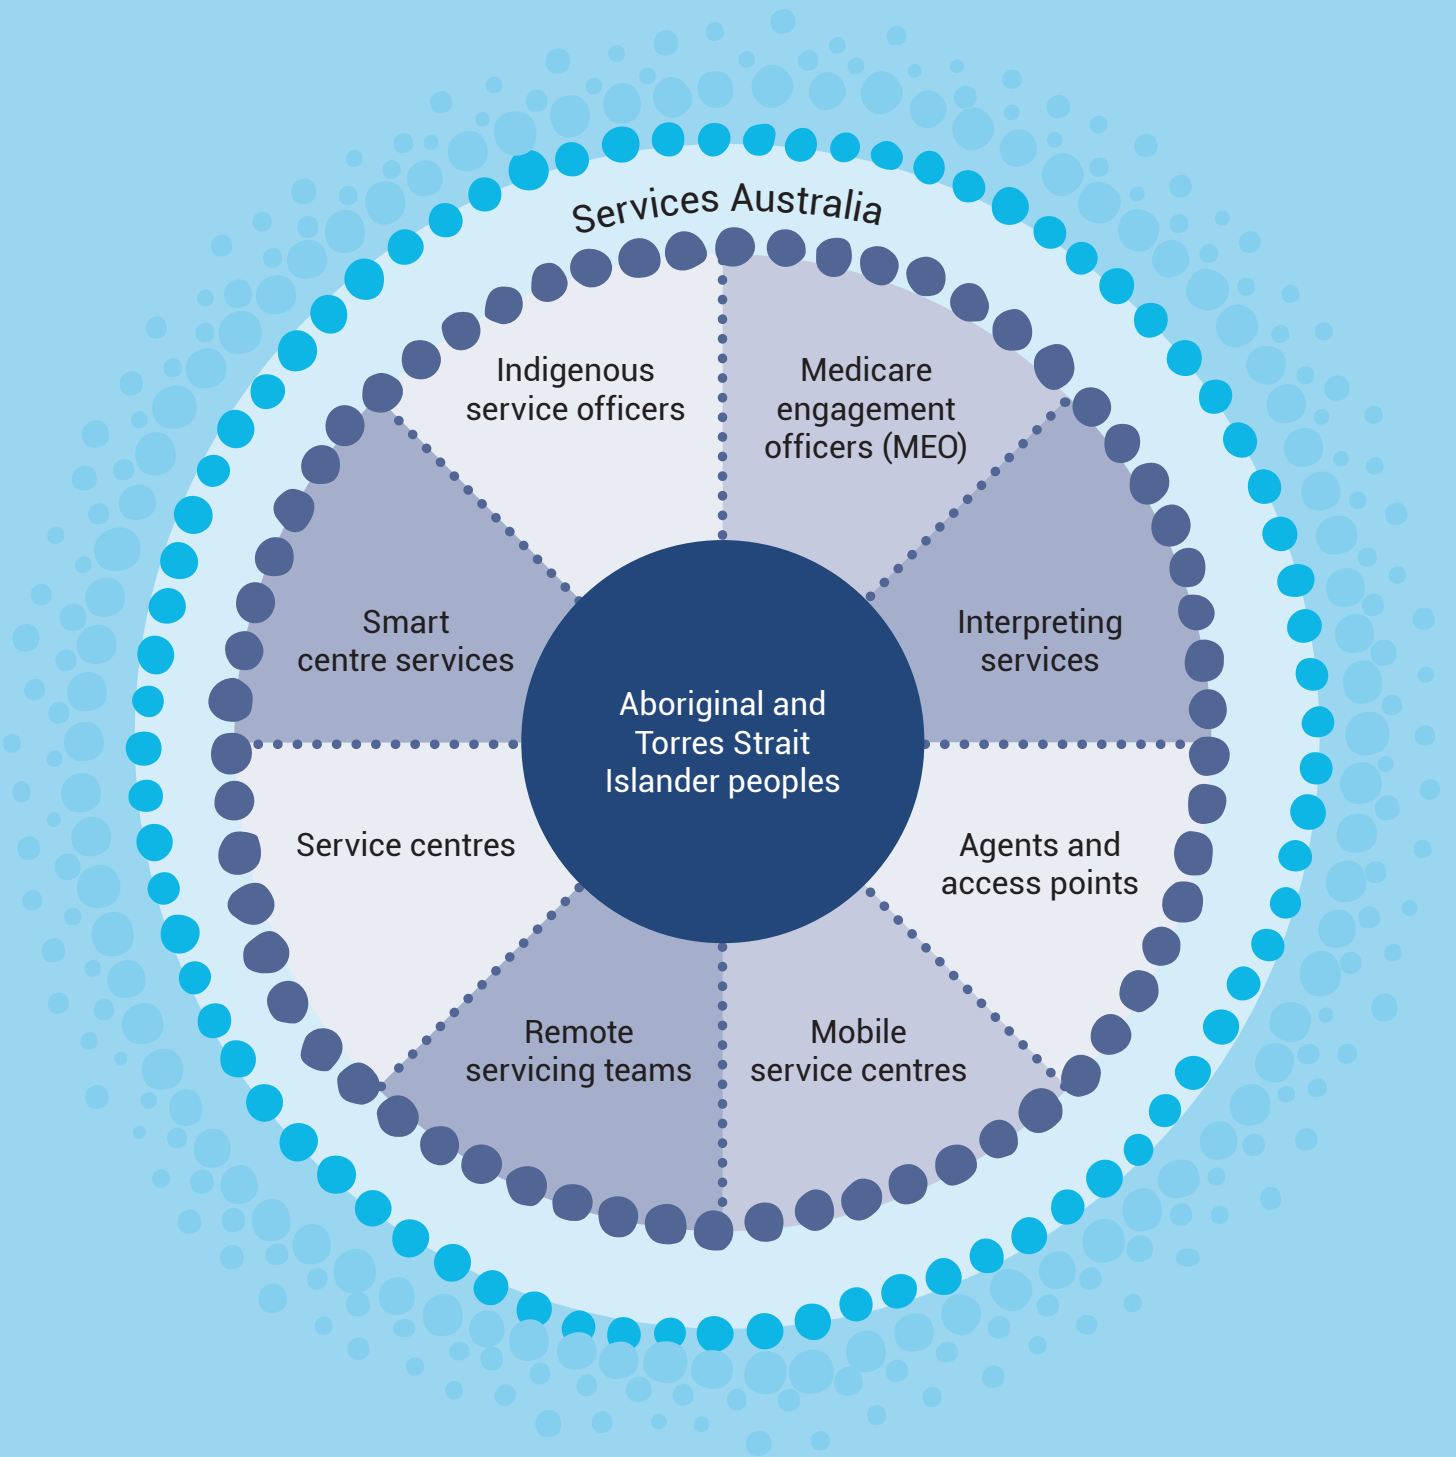 Services Australia
Indigenous
service officers
Medicare
engagement
officers (MEO)
Interpreting
services
Agents and
access points
Mobile
service centres
Remote
servicing teams
Service centres
Smart
centre services
Aboriginal and
Torres Strait
Islander peoples